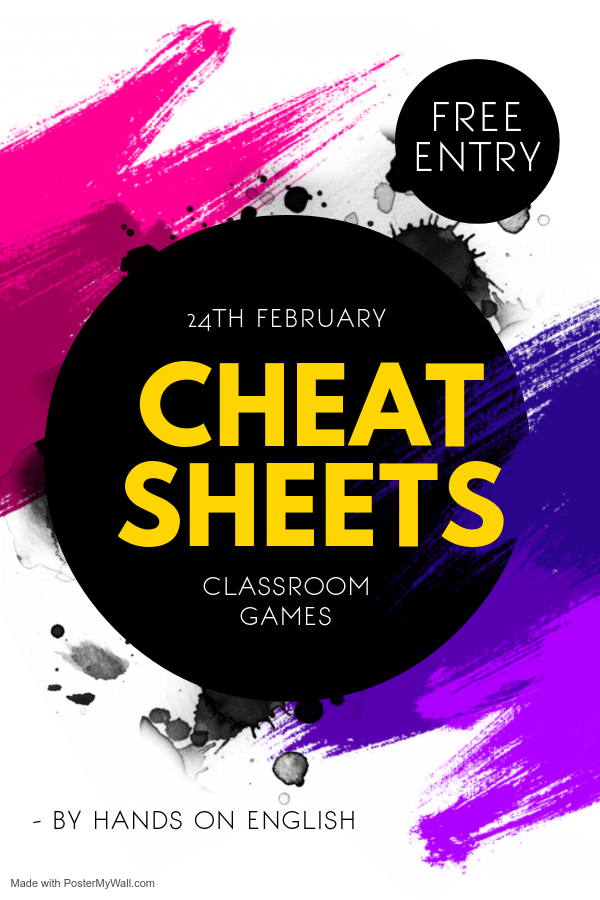 FREE
ENTRY
24TH FEBRUARY
CHEAT
SHEETS
CLASSROOM
GAMES
- BY HANDS ON ENGLISH
Made with PosterMyWall.com